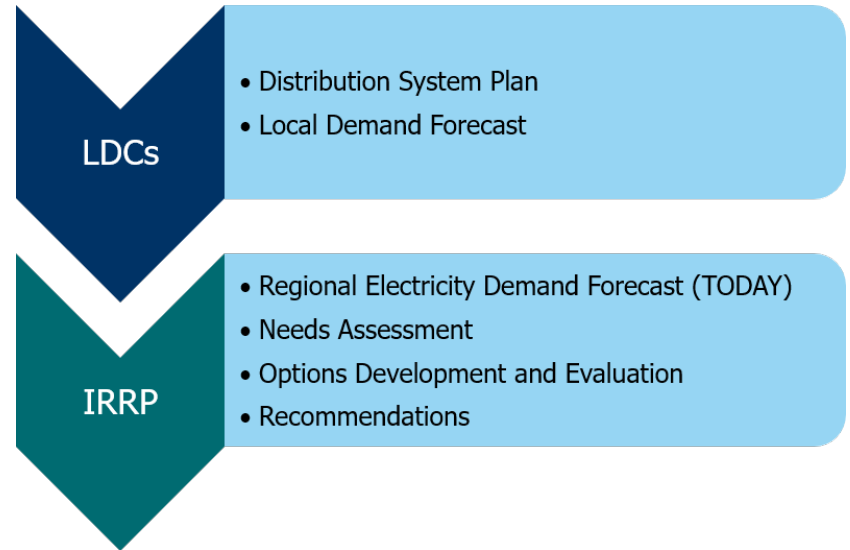 LDCs
• Distribution System Plan
• Local Demand Forecast
IRRP
• Regional Electricity Demand Forecast (TODAY)
• Needs Assessment
• Options Development and Evaluation
• Recommendations